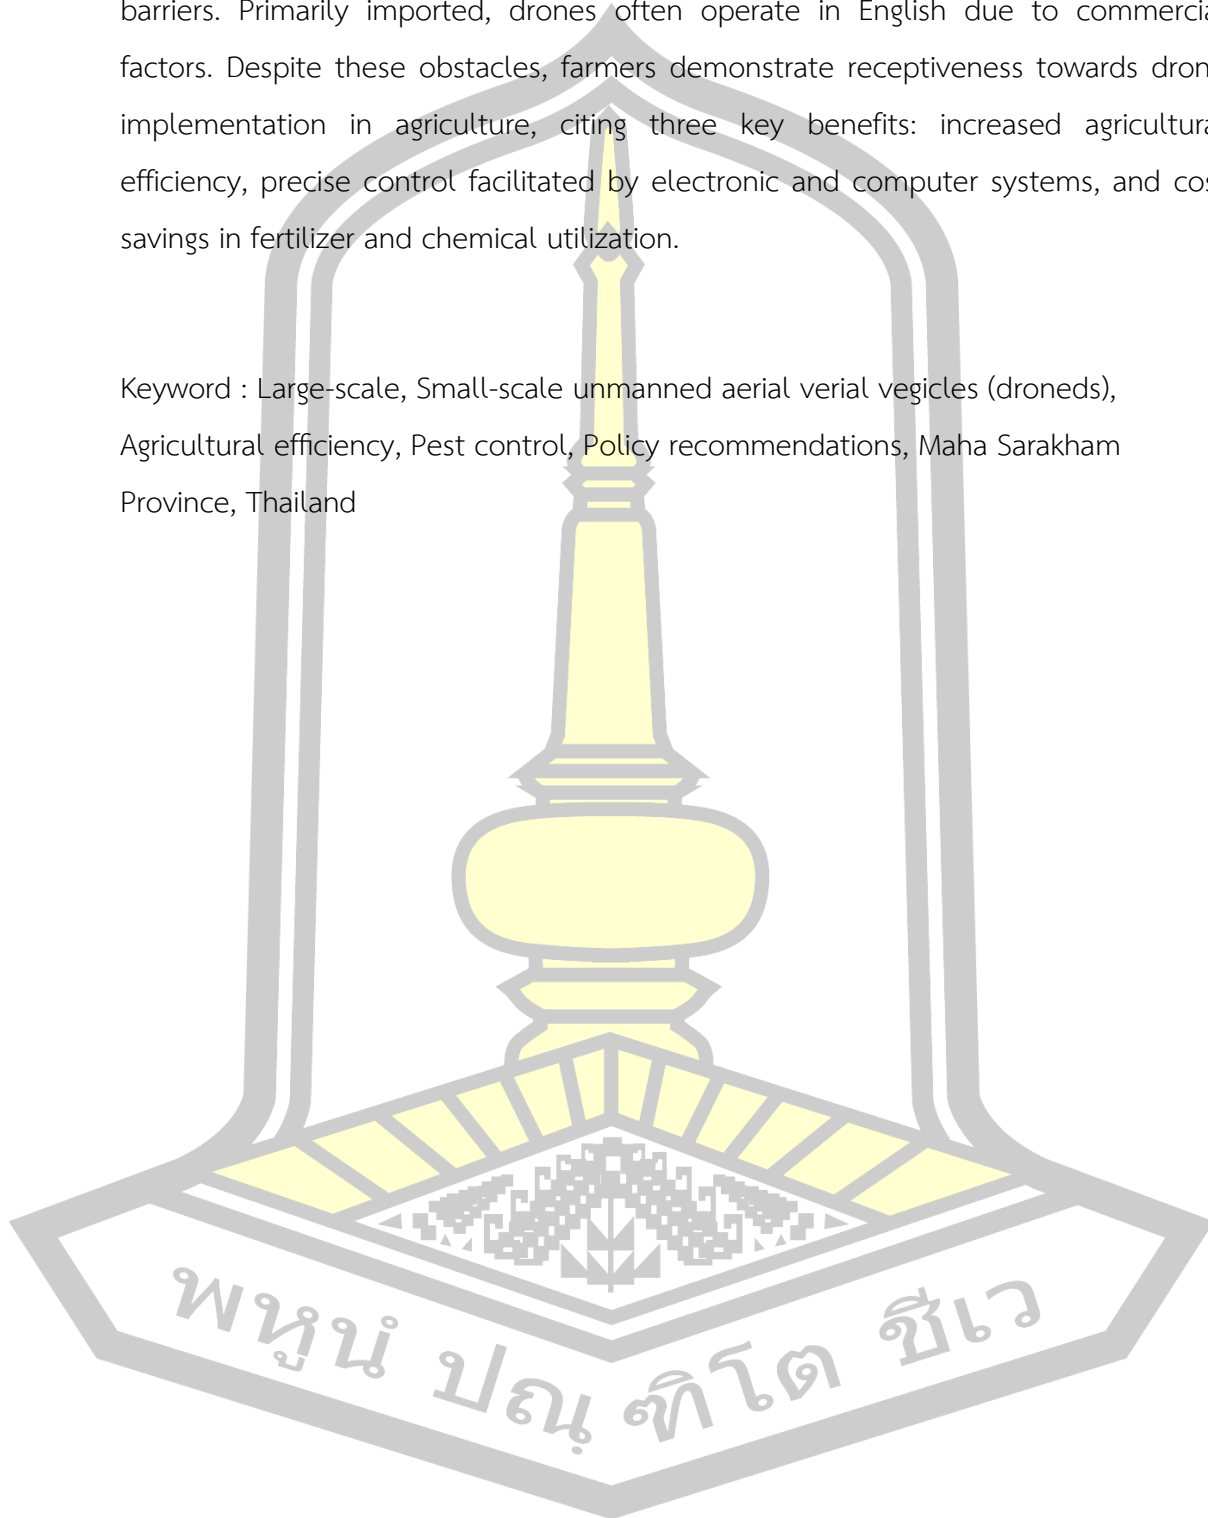 barriers. Primarily imported, drones often operate in English due to commercia
factors. Despite these obstacles, farmers demonstrate receptiveness towards dron
implementation in agriculture, citing three key benefits: increased agricultura
efficiency, precise control facilitated by electronic and computer systems, and cos
savings in fertilizer and chemical utilization.
Keyword : Large-scale, Small-scale unmanned aerial verial vegicles (droneds),
Agricultural efficiency, Pest control, Policy recommendations, Maha Sarakham
Province, Thailand
พหูนํ ปณฺฑิโต ชีเว